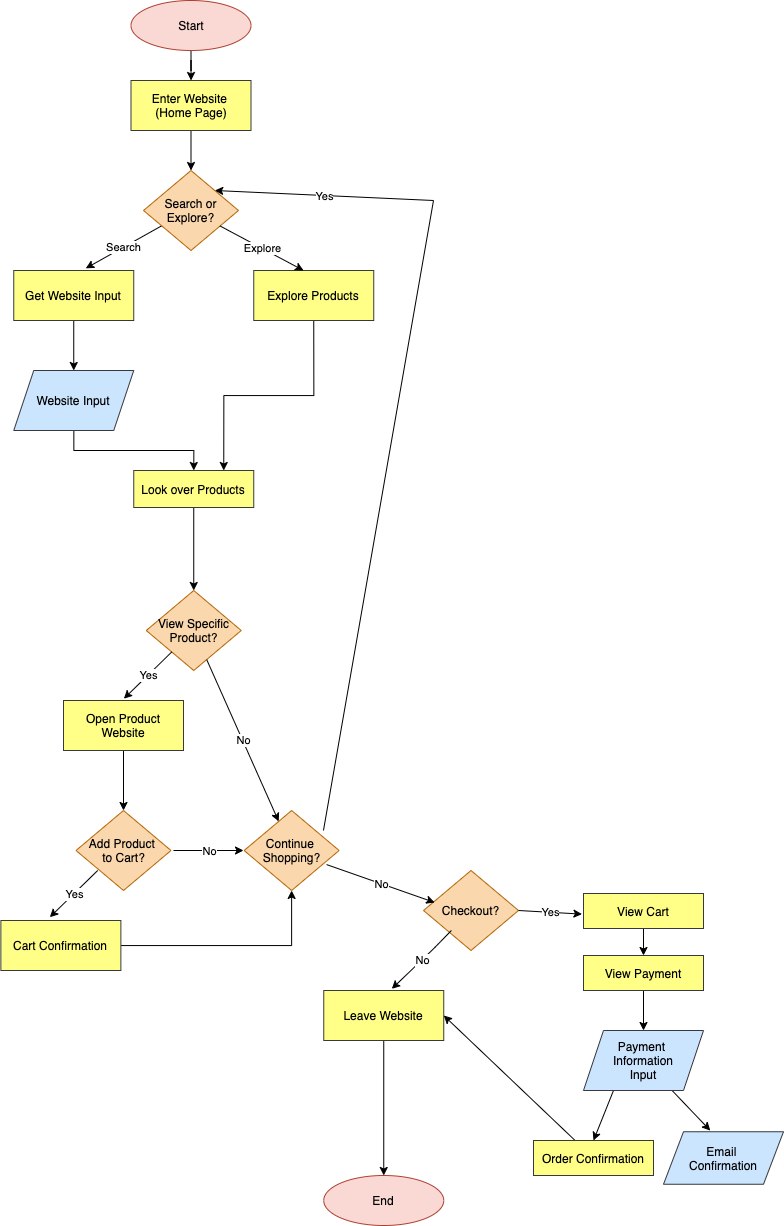 Start
Enter Website
(Home Page)
Search or
Explore?
Yes
Search
Explore
Get Website Input
Explore Products
Website Input
Look over Products
View Specific
Product?
Yes
No
Open Product
Website
Add Product
to Cart?
No
Continue
Shopping?
Yes
Cart Confirmation
No
Checkout?
Yes
View Cart
No
View Payment
Leave Website
Payment
Information
Input
Order Confirmation
Email
Confirmation
End